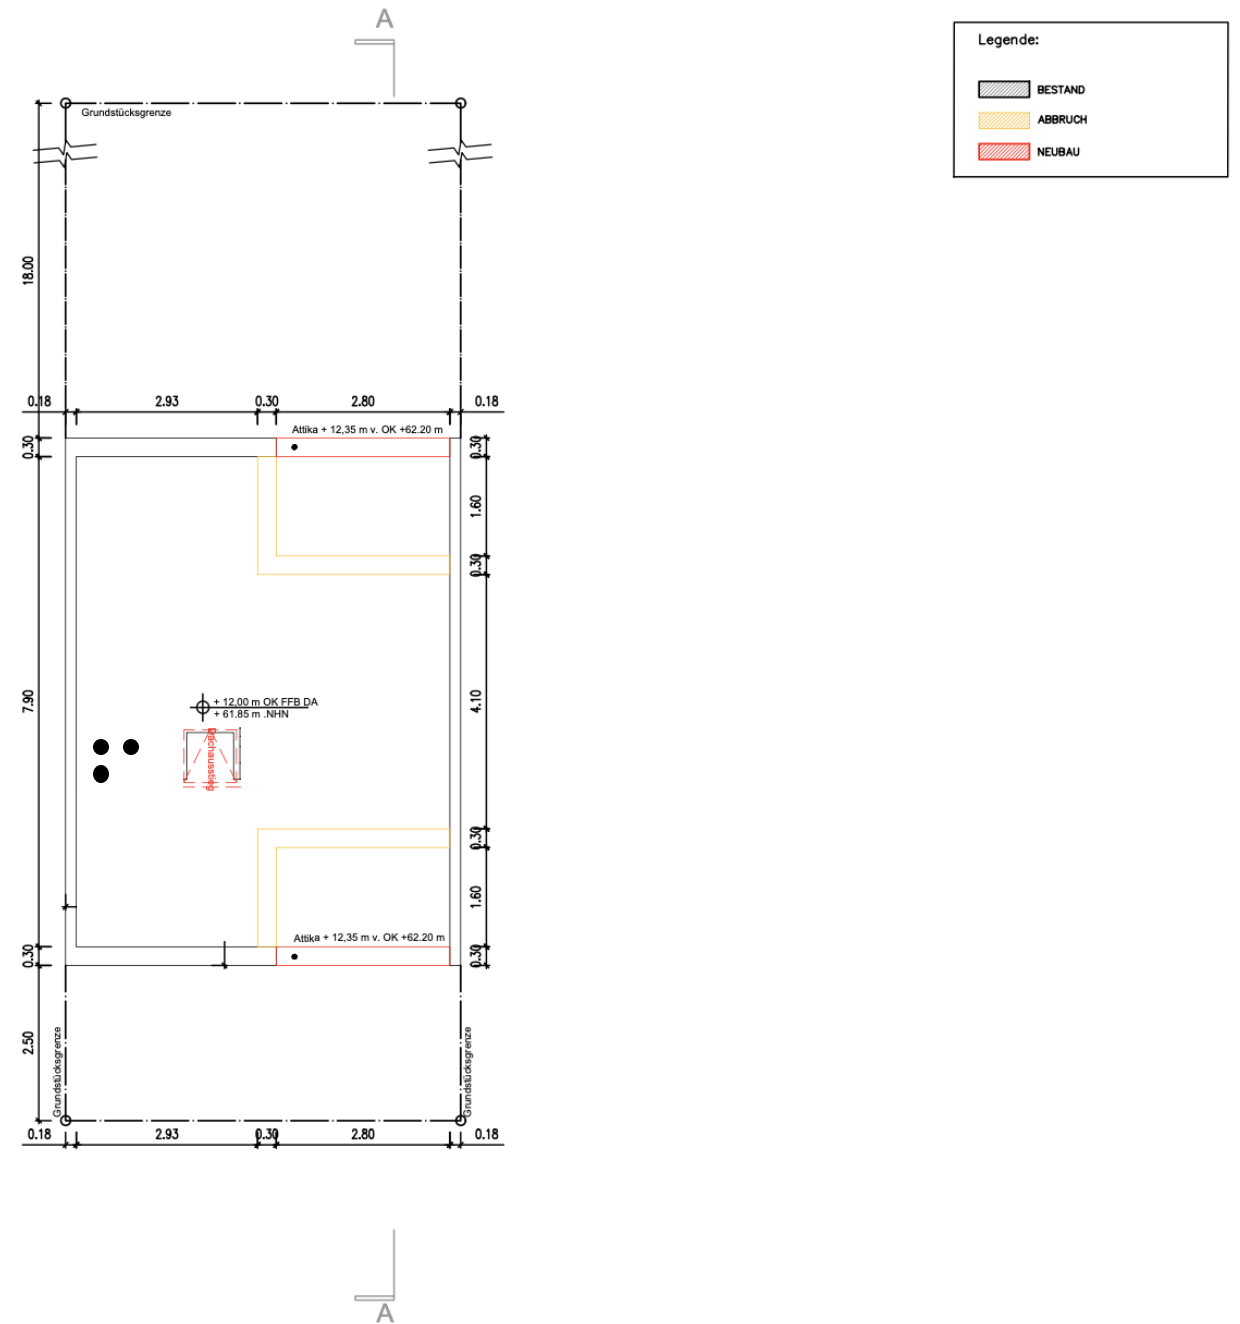 A
Legende:
BESTAND
ABBRUCH
NEUBAU
Grundstücksgrenze
18.00
0.18 2.93 0.30 2.80 0.18
Attika + 12,35 m v. OK +62.20 m
0.30
0.30
1.60
0.30
7.90
4.10
+ 12,00 m OK FFB DA
+ 61.85 m .NHN
Dachausstieg
0.30
1.60
Attika + 12,35 m v. OK +62.20 m
0.30
0.30
2.50
Grundstücksgrenze
Grundstücksgrenze
0.18 2.93 0.30 2.80 0.18
A